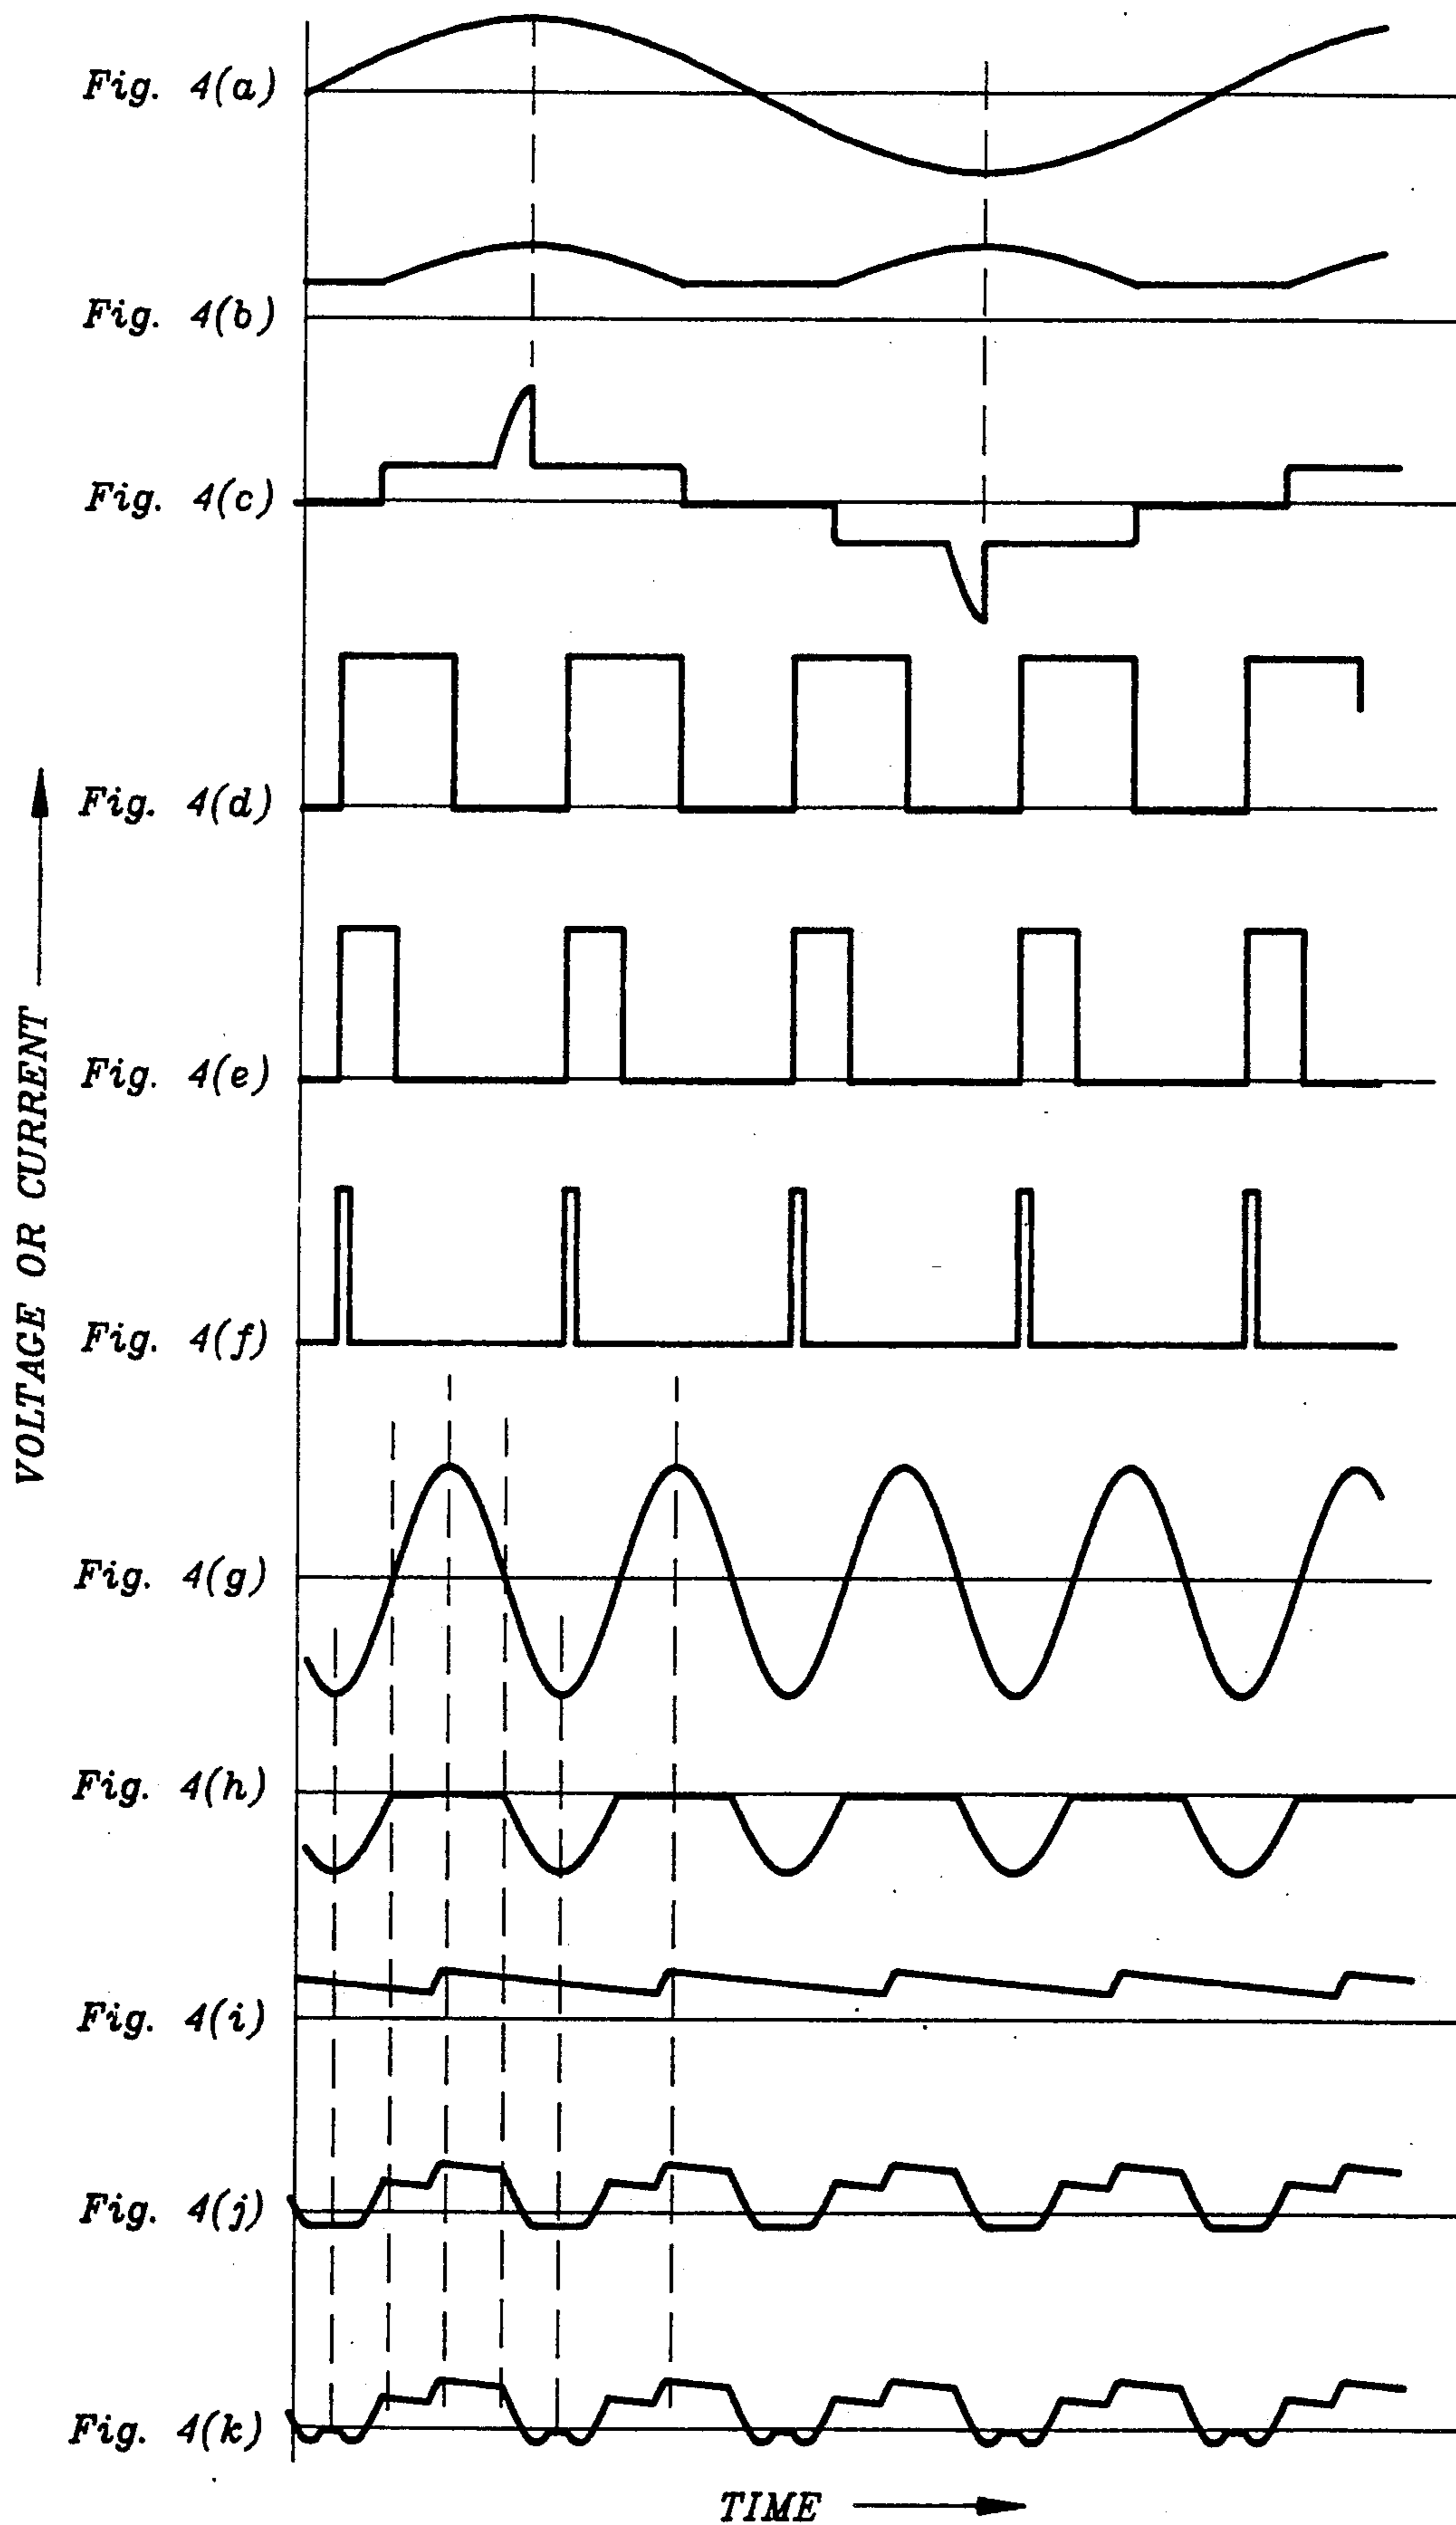 Fig. 4(a)
Fig. 4(b)
Fig. 4(c)
Fig. 4(d)
Fig. 4(e)
Fig. 4(f)
Fig. 4(g)
Fig. 4(h)
Fig. 4(i)
Fig. 4(j)
Fig. 4(k)
VOLTAGE OR CURRENT
TIME